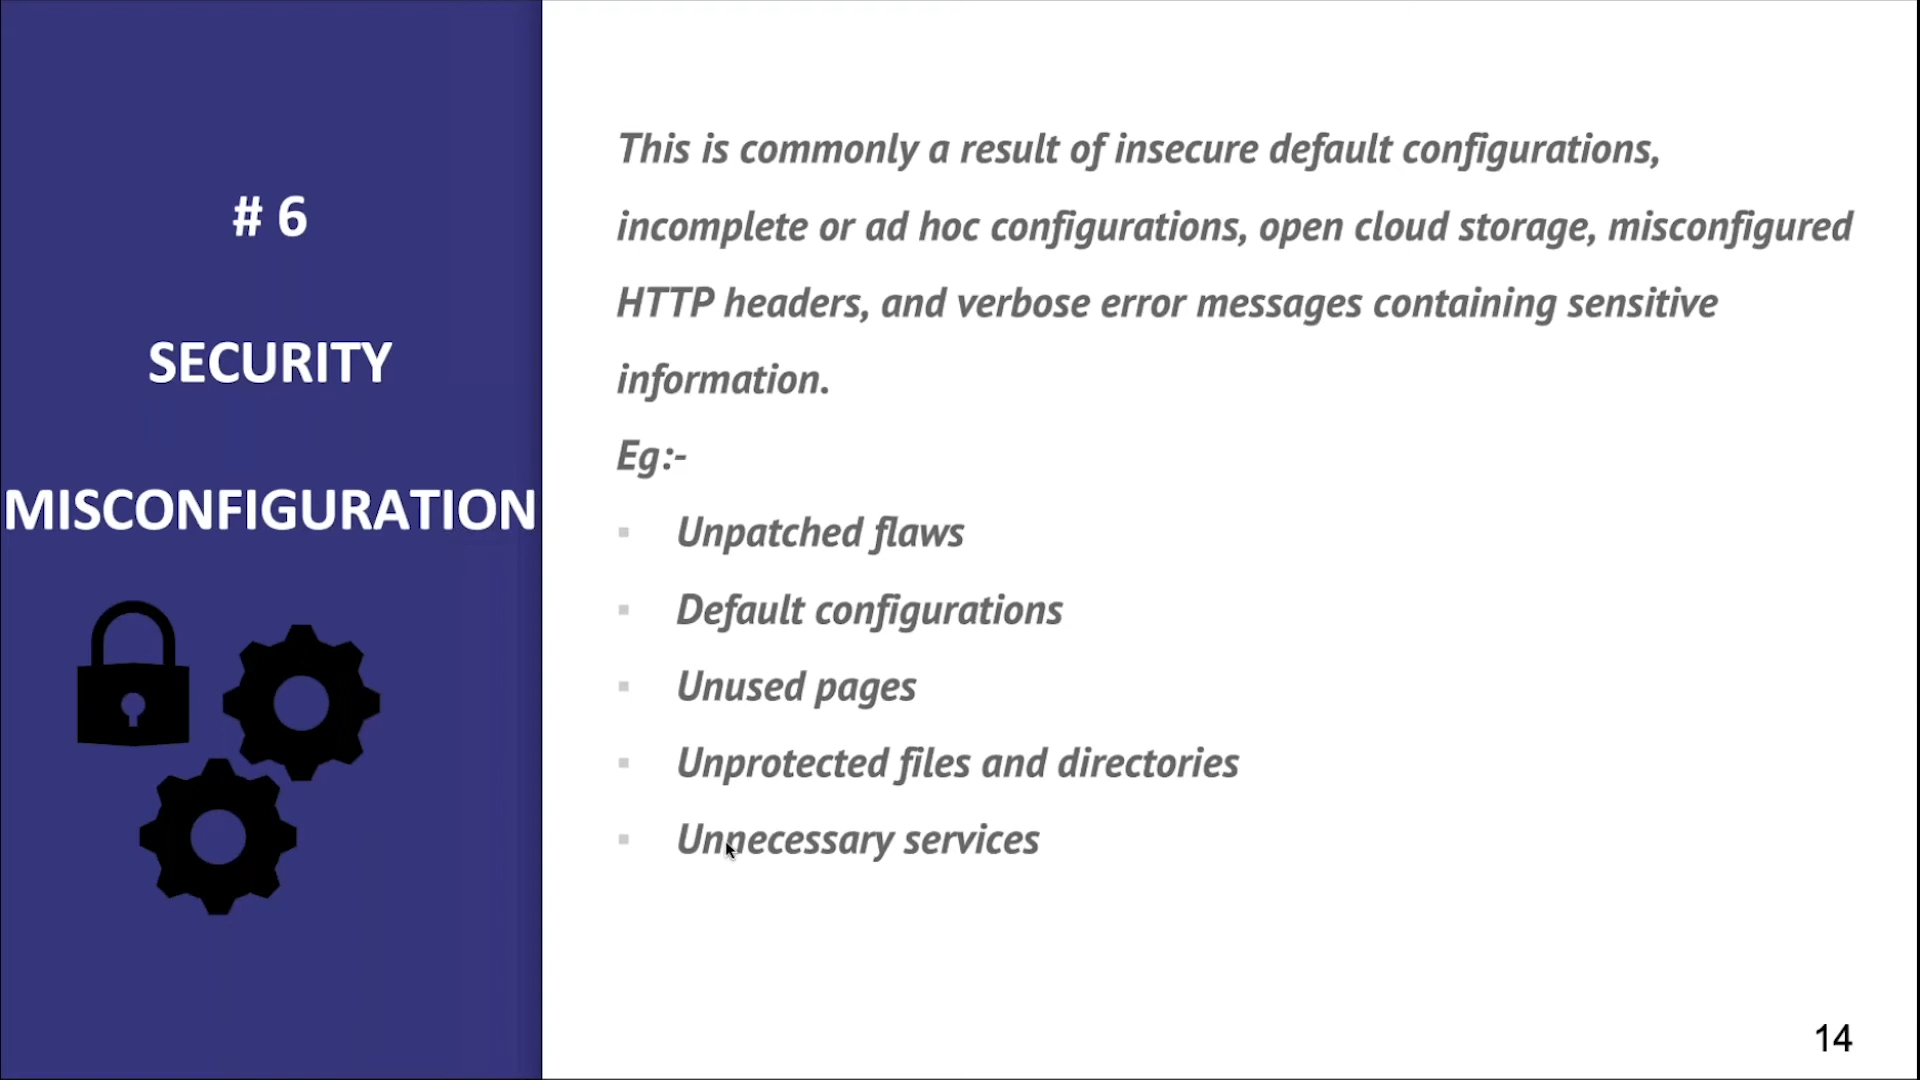 # 6
SECURITY
MISCONFIGURATION
This is commonly a result of insecure default configurations,
incomplete or ad hoc configurations, open cloud storage, misconfigured
HTTP headers, and verbose error messages containing sensitive
information.
Eg:-
▪ Unpatched flaws
▪ Default configurations
▪ Unused pages
▪ Unprotected files and directories
▪ Unnecessary services
14